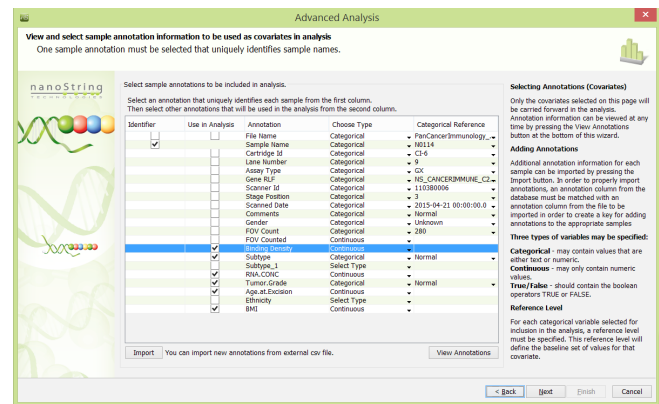 Advanced Analysis
View and select sample annotation information to be used as covariates in analysis
One sample annotation must be selected that uniquely identifies sample names.
nanoString
TECHNOLOGIES
Select sample annotations to be included in analysis.
Select an annotation that uniquely identifies each sample from the first column.
Then select other annotations that will be used in the analysis from the second column.
Identifier Use in Analysis Annotation Choose Type Categorical Reference
File Name Categorical PanCancerImmunology_...
Sample Name Categorical N0114
Cartridge Id Categorical CI-6
Lane Number Categorical 9
Assay Type Categorical GX
Gene RLF Categorical NS_CANCERIMMUNE_C2...
Scanner Id Categorical 110380006
Stage Position Categorical 3
Scanned Date Categorical 2015-04-21 00:00:00.0
Comments Categorical Normal
Gender Categorical Unknown
FOV Count Categorical 280
FOV Counted Continuous
Binding Density Continuous
Subtype Categorical Normal
Subtype_1 Select Type
RNA.CONC Continuous
Tumor.Grade Categorical Normal
Age.at.Excision Continuous
Ethnicity Select Type
BMI Continuous
Import You can import new annotations from external csv file. View Annotations
Selecting Annotations (Covariates)
Only the covariates selected on this page will
be carried forward in the analysis.
Annotation information can be viewed at any
time by pressing the View Annotations
button at the bottom of this wizard.
Adding Annotations
Additional annotation information for each
sample can be imported by pressing the
Import button. In order to properly import
annotations, an annotation column from the
database must be matched with an
annotation column from the file to be
imported in order to create a key for adding
annotations to the appropriate samples
Three types of variables may be specified:
Categorical - may contain values that are
either text or numeric.
Continuous - may only contain numeric
values.
True/False - should contain the boolean
operators TRUE or FALSE.
Reference Level
For each categorical variable selected for
inclusion in the analysis, a reference level
must be specified. This reference level will
define the baseline set of values for that
covariate.
< Back Next Finish Cancel